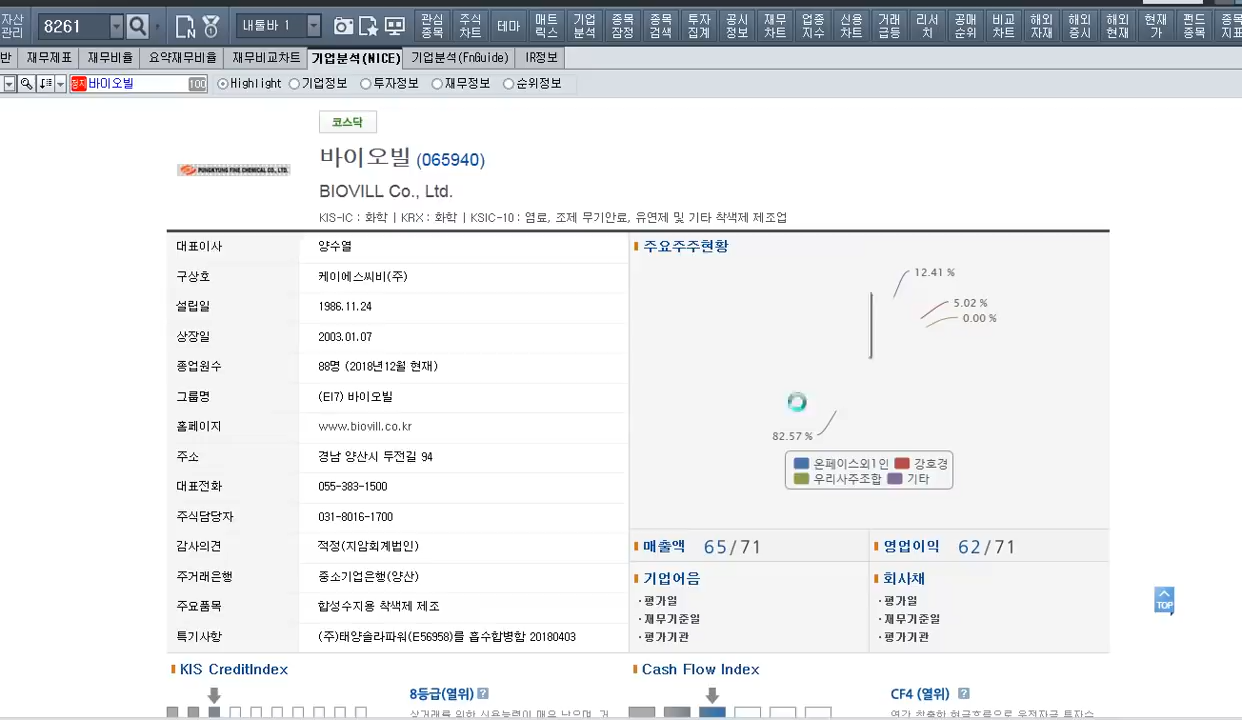 자산 관리 8261 내툴바 1 관심 종목 주식 차트 테마 매트 릭스 기업 분석 종목 잠정 종목 검색 투자 집계 공시 정보 재무 차트 업종 지수 신용 차트 거래 급등 리서 치 공매 순위 비교 차트 해외 자재 해외 증시 해외 현재 현재 가 펀드 종목 종목 지표
반 재무제표 재무비율 요약재무비율 재무비교차트 기업분석(NICE) 기업분석(FnGuide) IR정보
정지 바이오빌 100 Highlight 기업정보 투자정보 재무정보 순위정보
코스닥
PUNGKYUNG FINE CHEMICAL CO., LTD.
바이오빌 (065940)
BIOVILL Co., Ltd.
KIS-IC : 화학 | KRX : 화학 | KSIC-10 : 염료, 조제 무기안료, 유연제 및 기타 착색제 제조업
대표이사 양수열
구상호 케이에스씨비(주)
설립일 1986.11.24
상장일 2003.01.07
종업원수 88명 (2018년12월 현재)
그룹명 (EI7) 바이오빌
홈페이지 www.biovill.co.kr
주소 경남 양산시 두전길 94
대표전화 055-383-1500
주식담당자 031-8016-1700
감사의견 적정(지암회계법인)
주거래은행 중소기업은행(양산)
주요품목 합성수지용 착색제 제조
특기사항 (주)태양솔라파워(E56958)를 흡수합병함 20180403
주요주주현황
12.41 %
5.02 %
0.00 %
82.57 %
온페이스외1인 강호경
우리사주조합 기타
매출액 65/71 영업이익 62/71
기업어음 회사채
·평가일 ·평가일
·재무기준일 ·재무기준일
·평가기관 ·평가기관
TOP
KIS CreditIndex Cash Flow Index
8등급(열위) ? CF4 (열위) ?